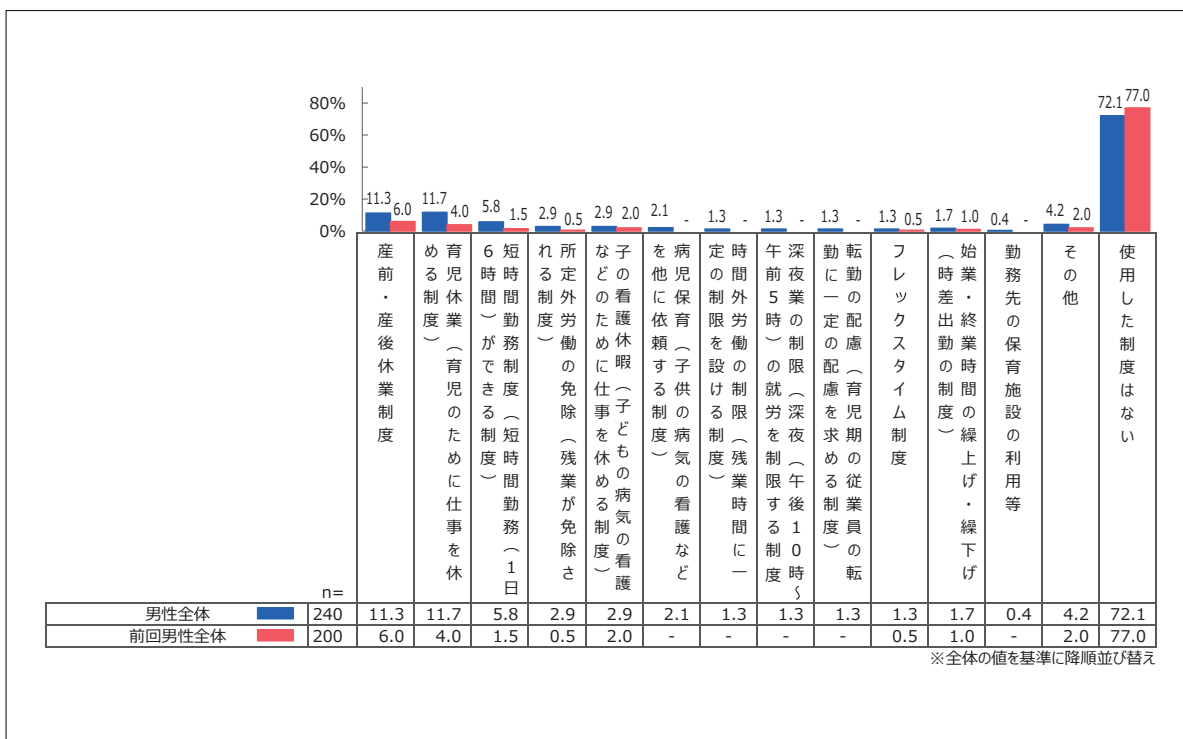 11.3 6.0 11.7 4.0 5.8 1.5 2.9 0.5 2.9 2.0 2.1 - 1.3 - 1.3 - 1.3 - 1.3 0.5 1.7 1.0 0.4 - 4.2 2.0 72.1 77.0
80%
60%
40%
20%
0%
産前・産後休業制度
育児休業（育児のために仕事を休
める制度）
短時間勤務制度（短時間勤務（1日
6時間）ができる制度）
所定外労働の免除（残業が免除さ
れる制度）
子の看護休暇（子どもの病気の看護
などのために仕事を休める制度）
病児保育（子供の病気の看護など
を他に依頼する制度）
時間外労働の制限（残業時間に一
定の制限を設ける制度）
深夜業の制限（深夜（午後10時～
午前5時）の就労を制限する制度
転勤の配慮（育児期の従業員の転
勤に一定の配慮を求める制度）
フレックスタイム制度
始業・終業時間の繰上げ・繰下げ
（時差出勤の制度）
勤務先の保育施設の利用等
その他
使用した制度はない
n=
男性全体 240 11.3 11.7 5.8 2.9 2.9 2.1 1.3 1.3 1.3 1.3 1.7 0.4 4.2 72.1
前回男性全体 200 6.0 4.0 1.5 0.5 2.0 - - - - 0.5 1.0 - 2.0 77.0
※全体の値を基準に降順並び替え